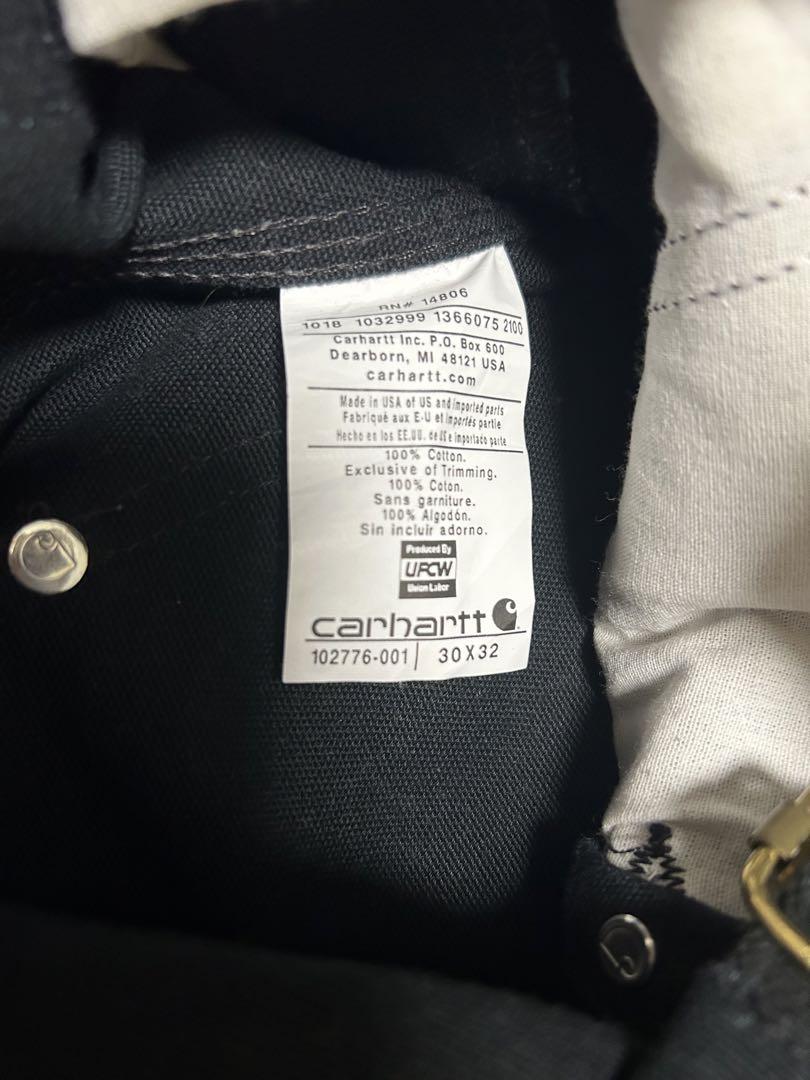 RN# 14806
1018 1032999 1366075 2100
Carhartt Inc. P.O. Box 600
Dearborn, MI 48121 USA
carhartt.com
Made in USA of US and imported parts
Fabriqué aux E-U et importés partie
Hecho en los EE.UU. de US e importado parte
100% Cotton.
Exclusive of Trimming.
100% Coton.
Sans garniture.
100% Algodón.
Sin incluir adorno.
Produced By
UFCW
Union Labor
carhartt
102776-001 30X32